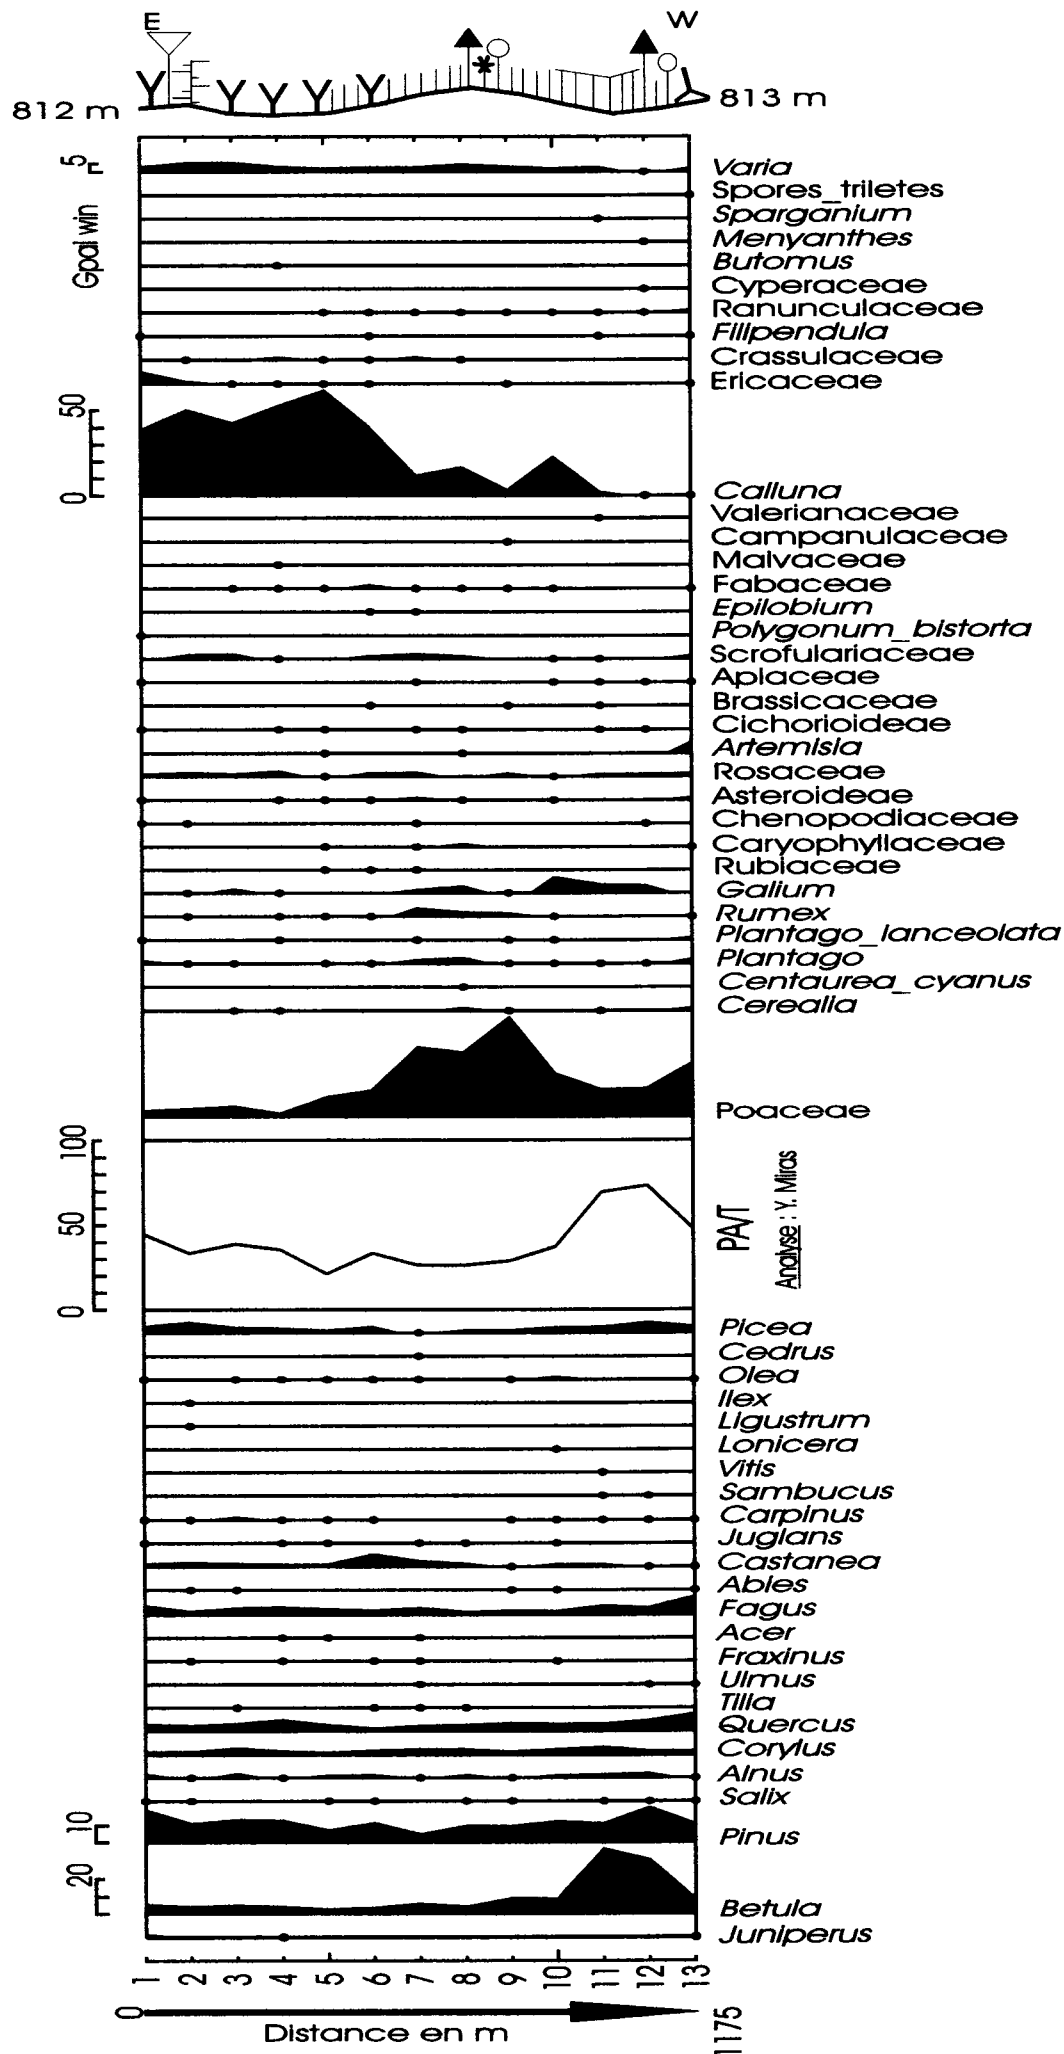 E
W
812 m
813 m
5
Gpal win
Varia
Spores_triletes
Sparganium
Menyanthes
Butomus
Cyperaceae
Ranunculaceae
Filipendula
Crassulaceae
Ericaceae
50
0
Calluna
Valerianaceae
Campanulaceae
Malvaceae
Fabaceae
Epilobium
Polygonum_bistorta
Scrofulariaceae
Apiaceae
Brassicaceae
Cichorioideae
Artemisia
Rosaceae
Asteroideae
Chenopodiaceae
Caryophyllaceae
Rubiaceae
Galium
Rumex
Plantago_lanceolata
Plantago
Centaurea_cyanus
Cerealia
Poaceae
100
50
0
PA/T
Analyse : Y. Miras
Picea
Cedrus
Olea
Ilex
Ligustrum
Lonicera
Vitis
Sambucus
Carpinus
Juglans
Castanea
Abies
Fagus
Acer
Fraxinus
Ulmus
Tilia
Quercus
Corylus
Alnus
Salix
10
Pinus
20
Betula
Juniperus
1 2 3 4 5 6 7 8 9 10 11 12 13
0
1175
Distance en m